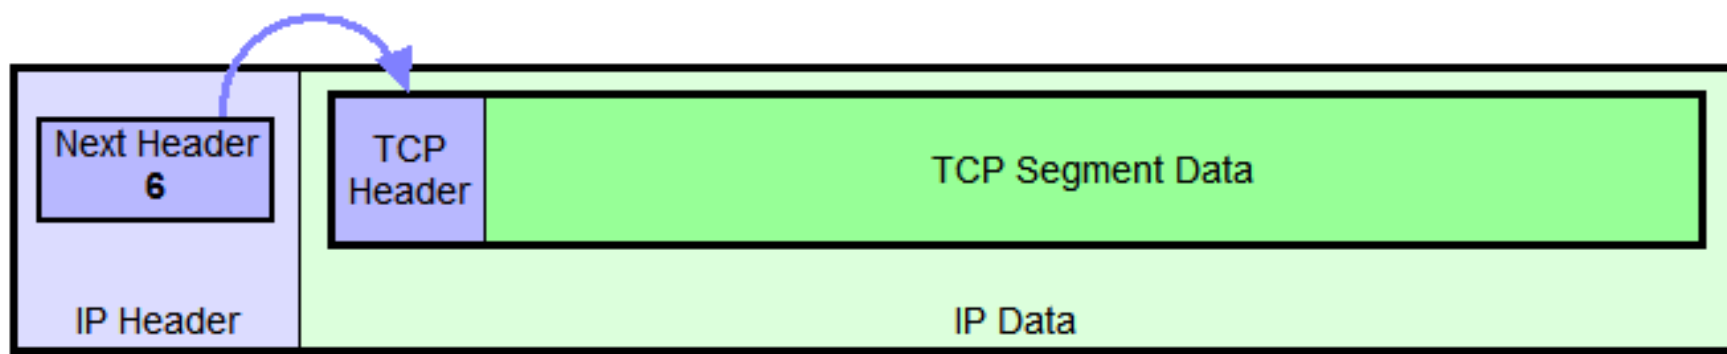 Next Header
6
TCP
Header
TCP Segment Data
IP Header
IP Data